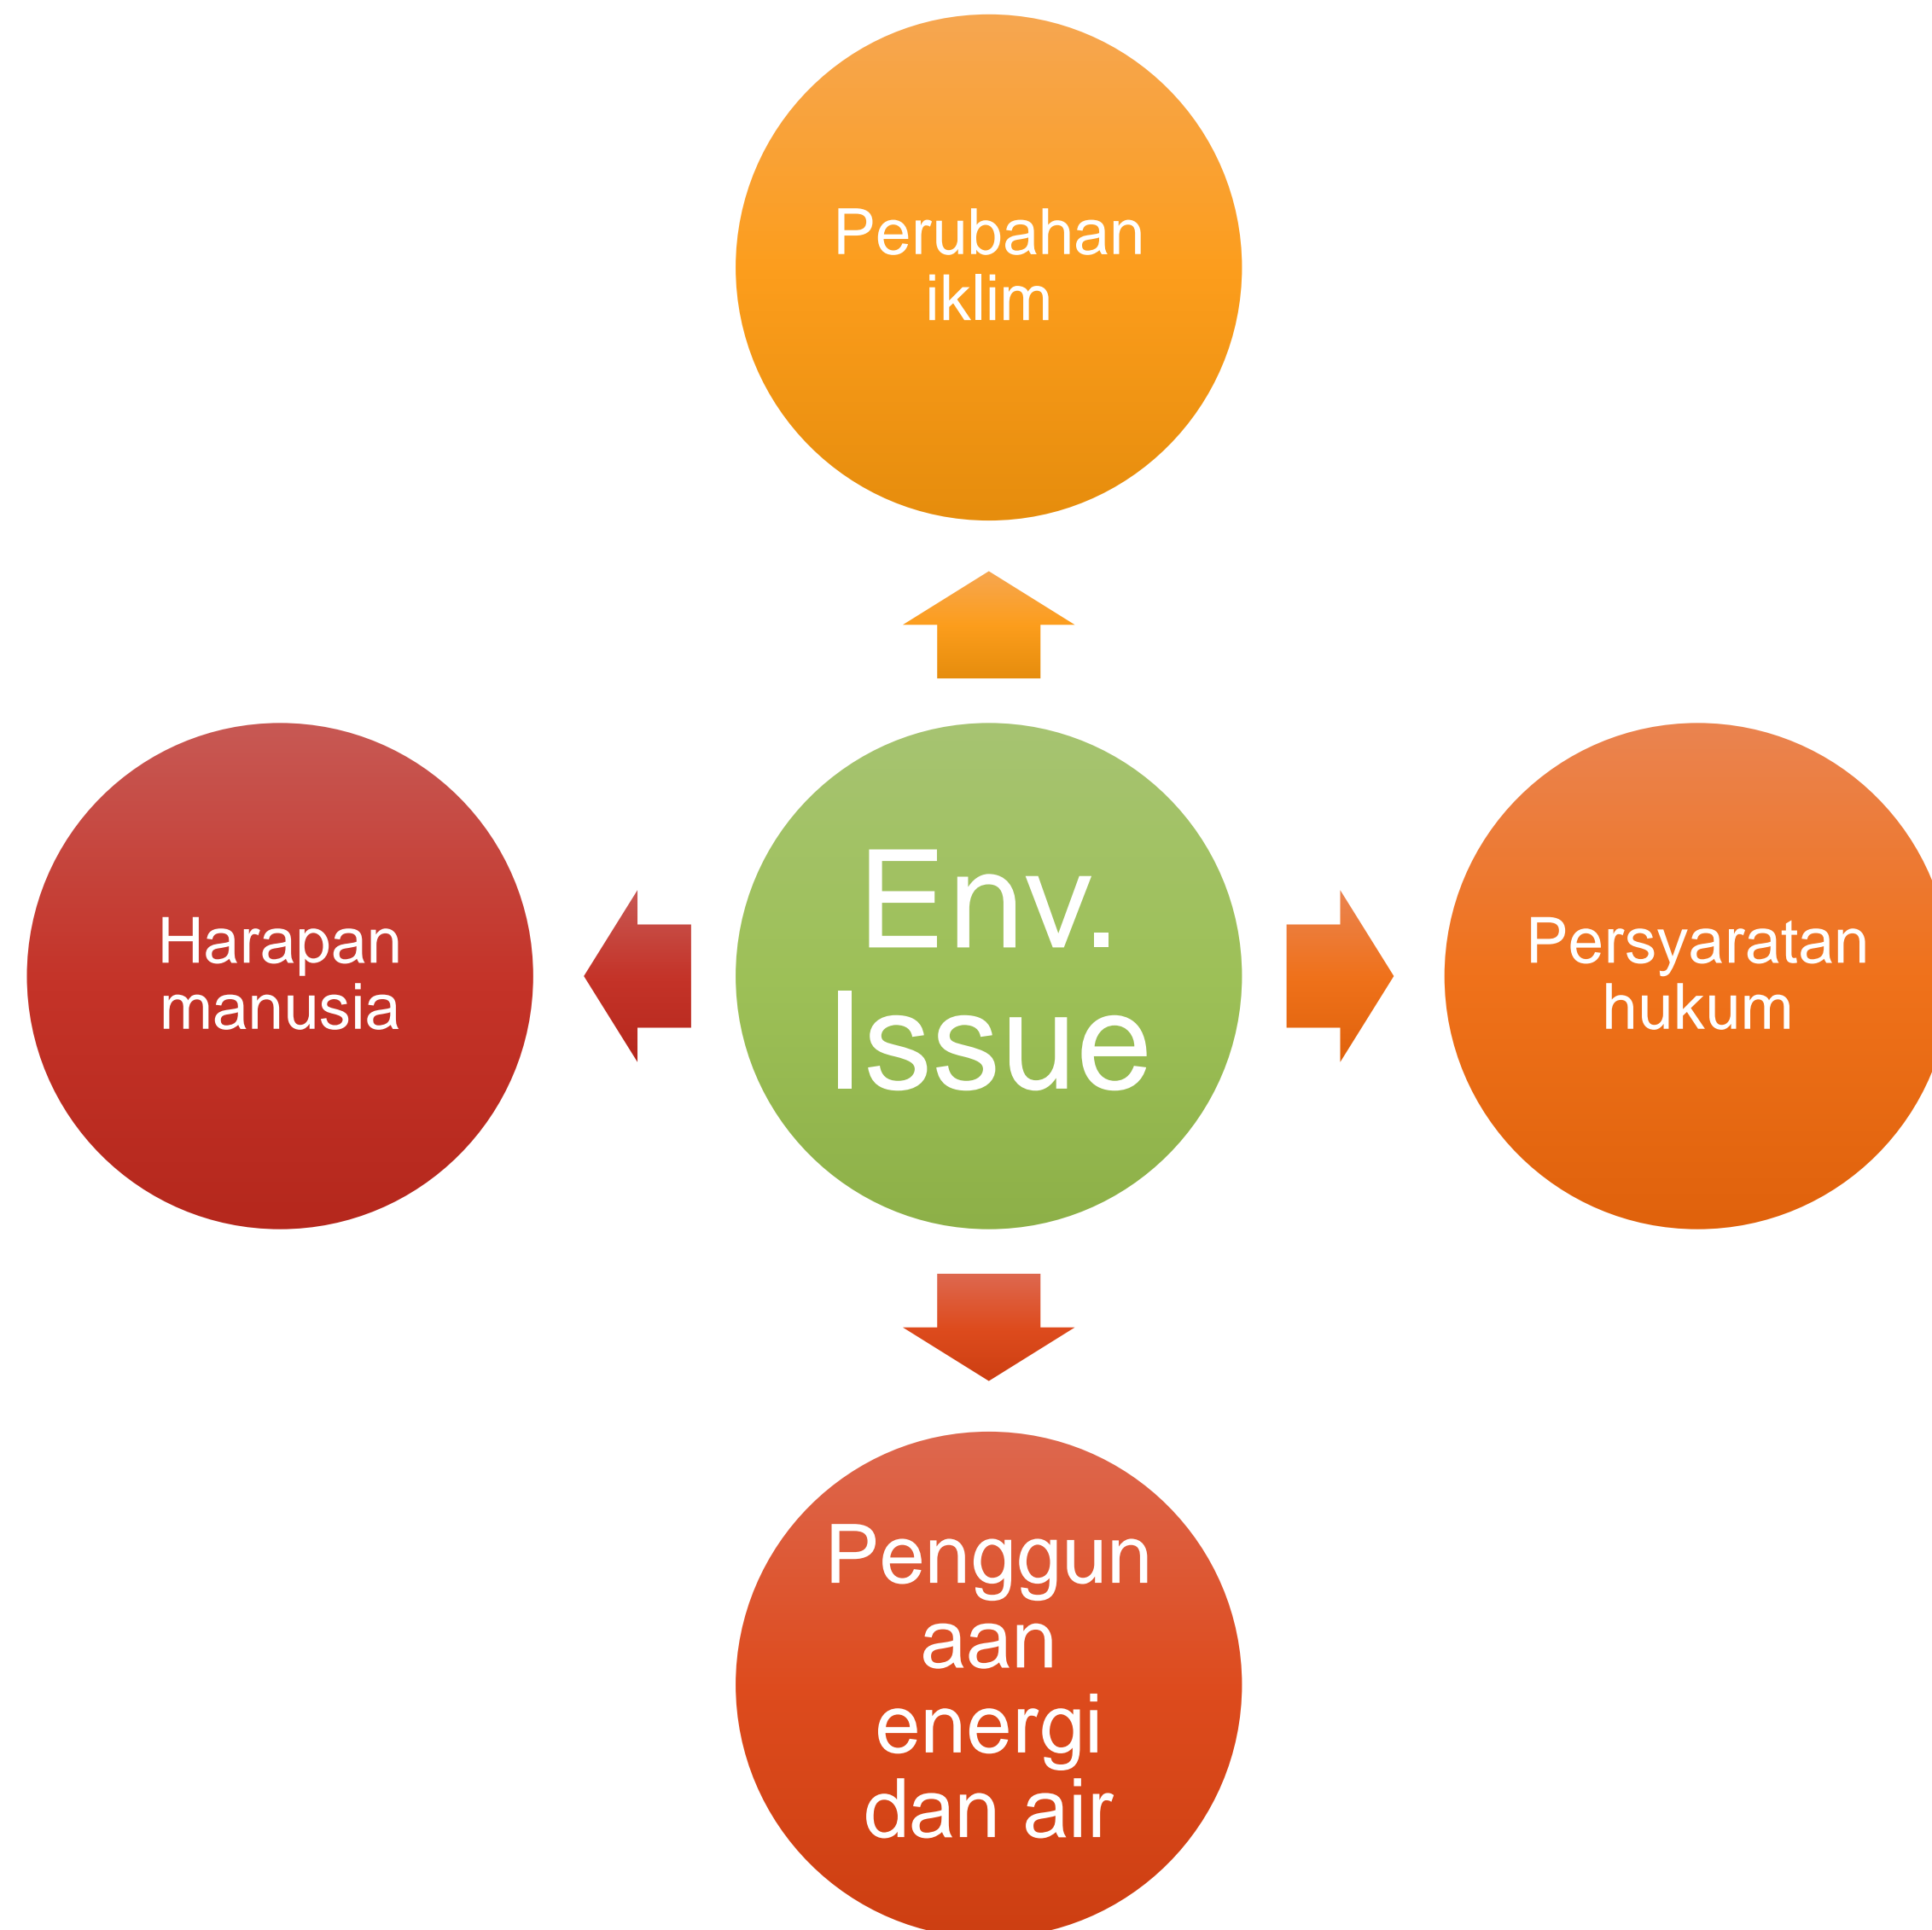 Perubahan
iklim
Harapan
manusia
Env.
Issue
Persyaratan
hukum
Penggun
aan
energi
dan air